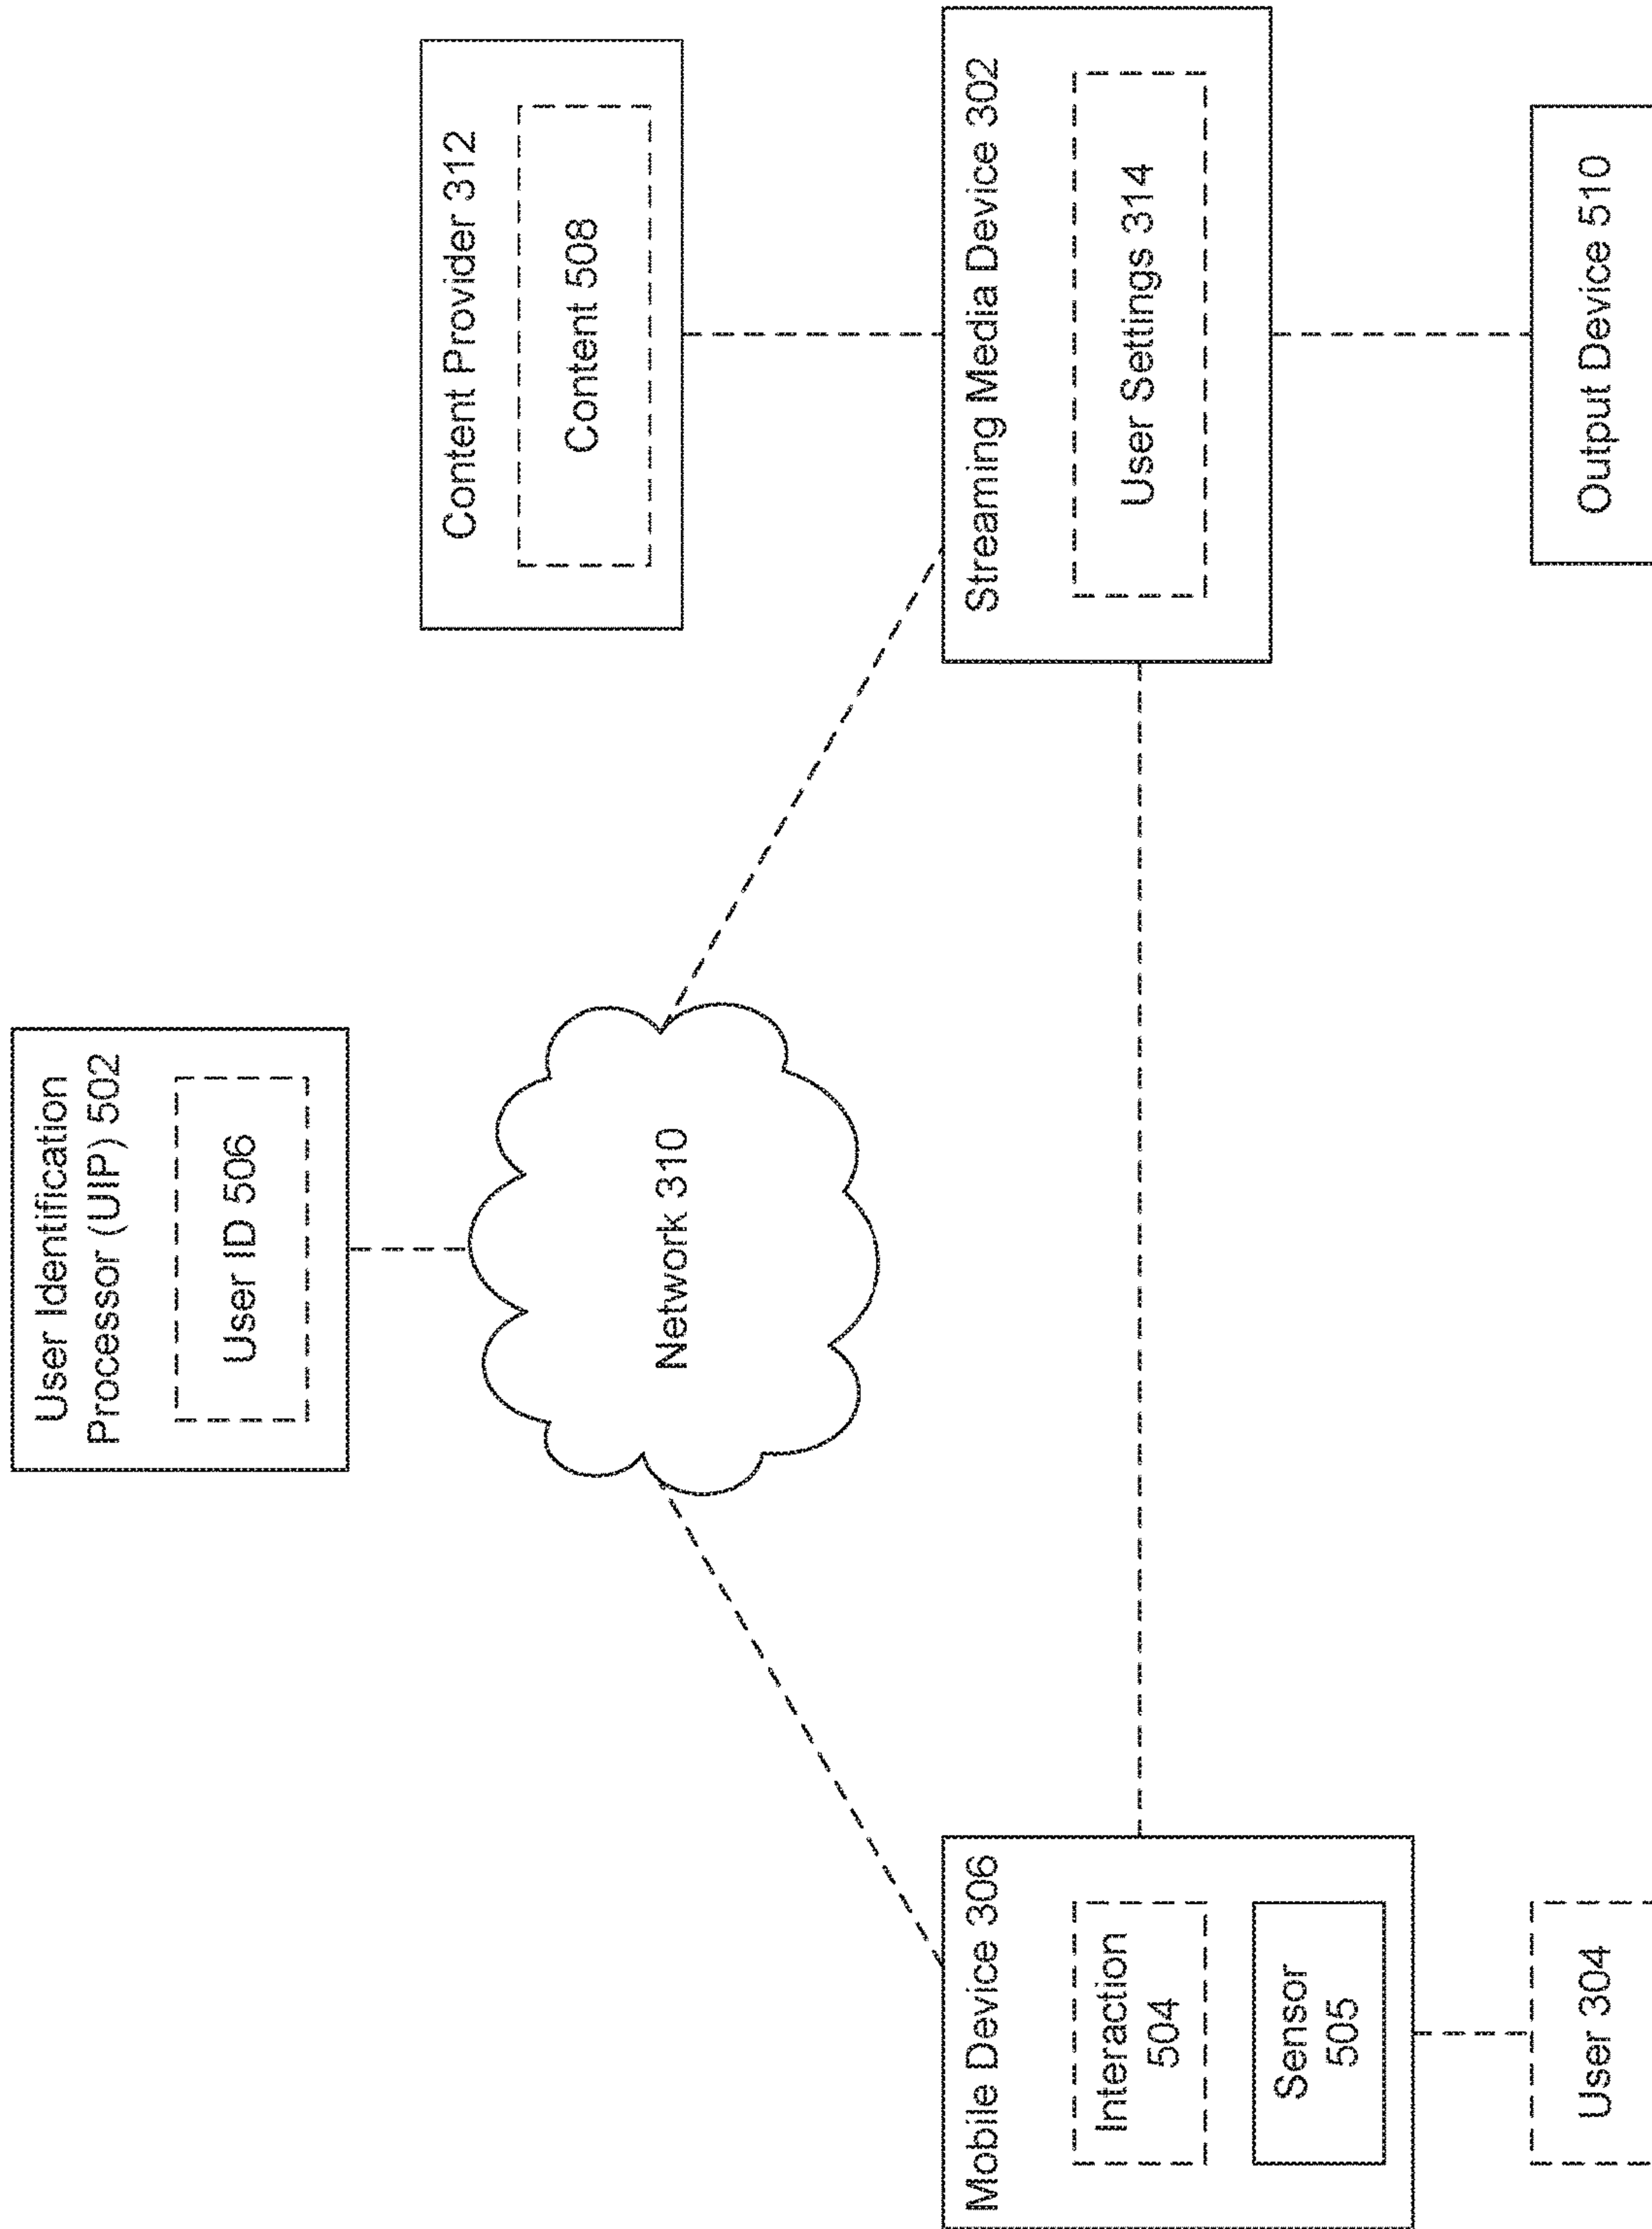 User Identification
Processor (UIP) 502
User ID 506
Content Provider 312
Content 508
Network 310
Mobile Device 306
Interaction
504
Sensor
505
Streaming Media Device 302
User Settings 314
User 304
Output Device 510